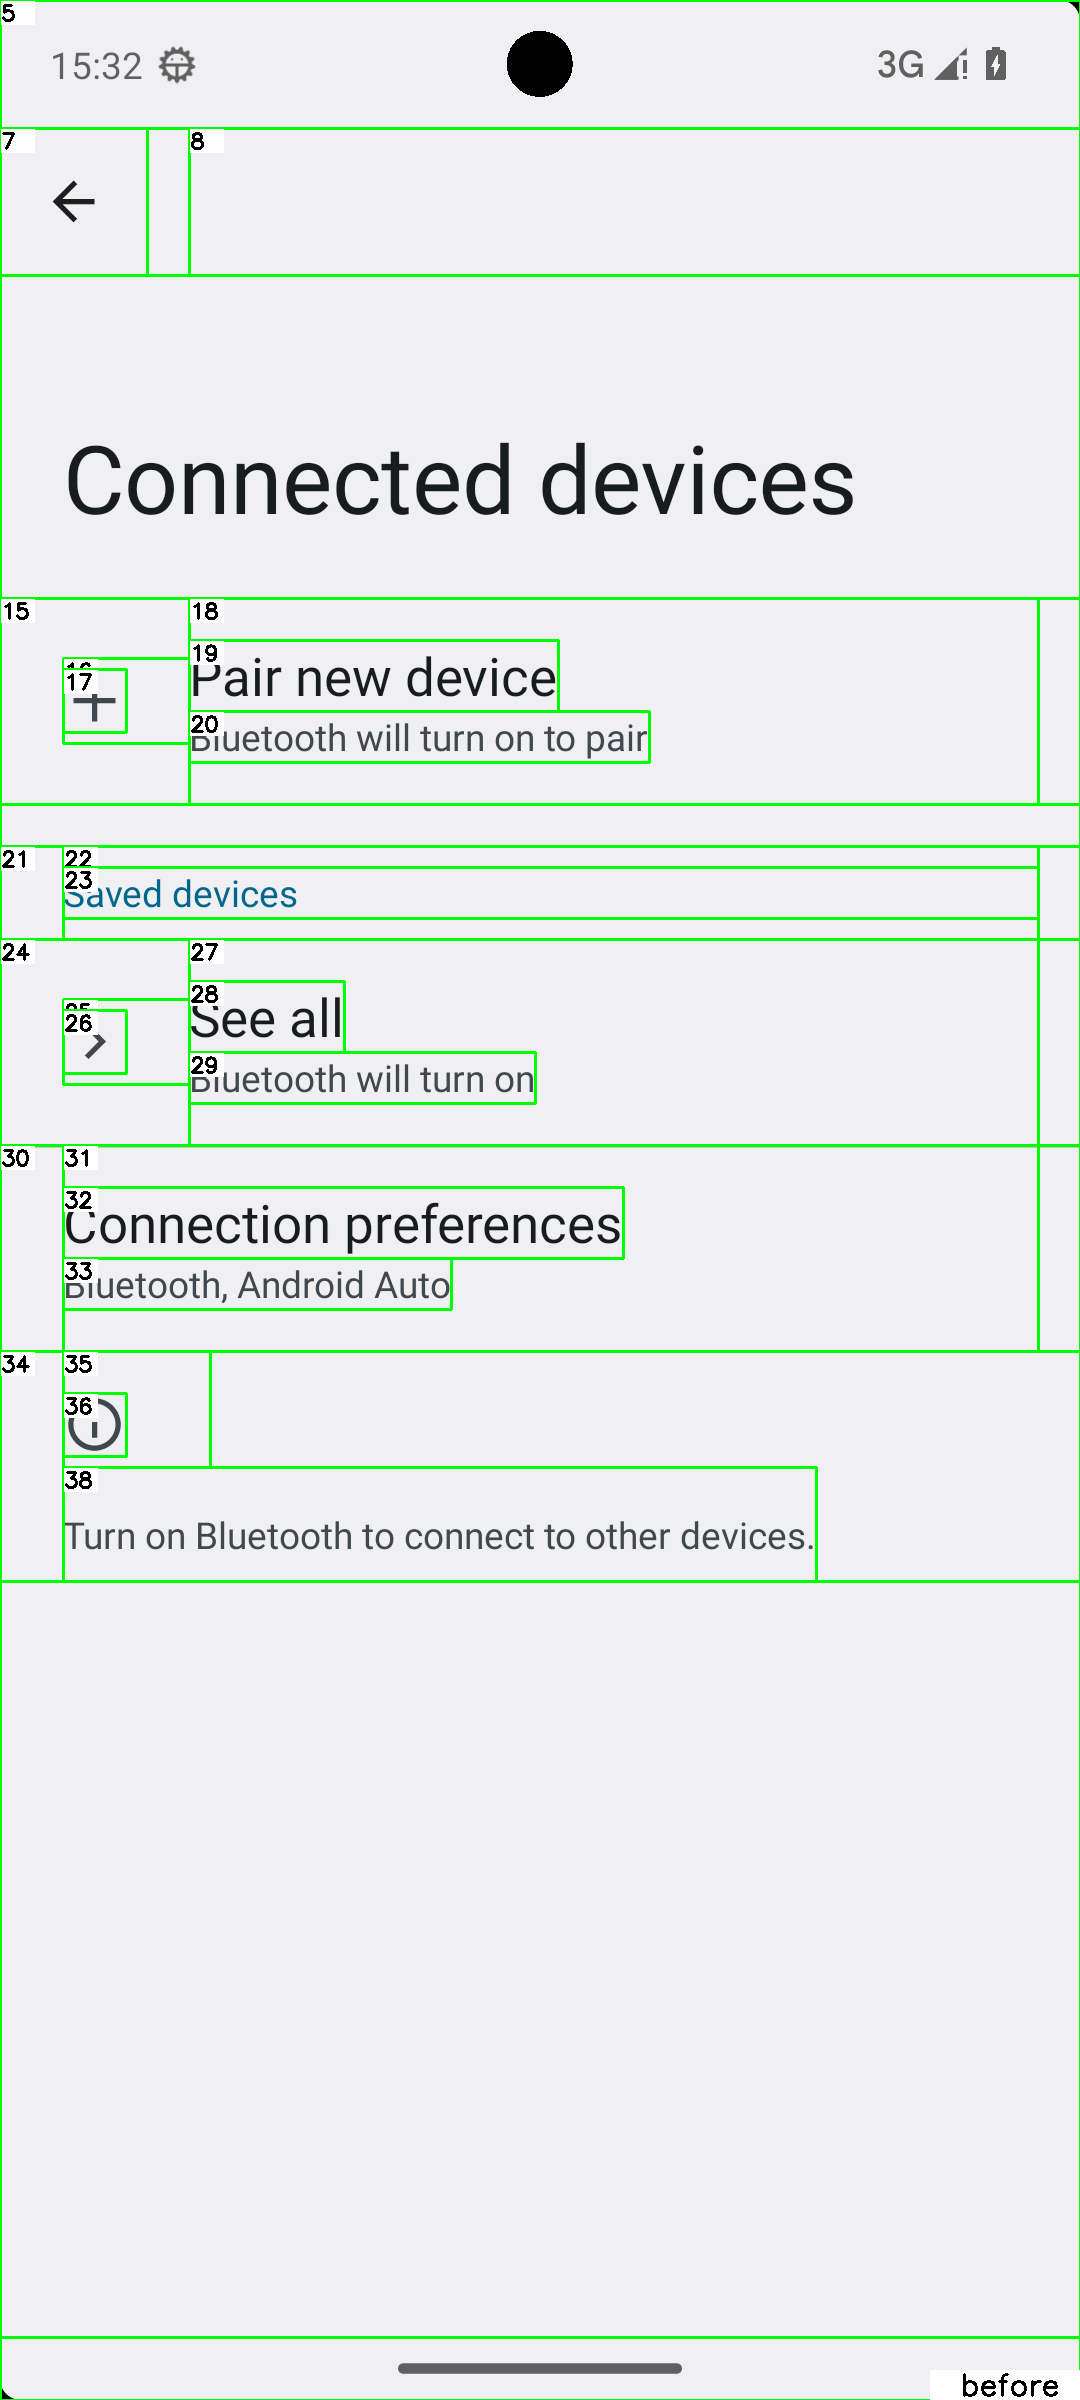 5
15:32
3G
7
8
Connected devices
15
18
19
Pair new device
17
20
Bluetooth will turn on to pair
21
22
23
Saved devices
24
27
28
See all
26
29
Bluetooth will turn on
30
31
32
Connection preferences
33
Bluetooth, Android Auto
34
35
36
38
Turn on Bluetooth to connect to other devices.
before